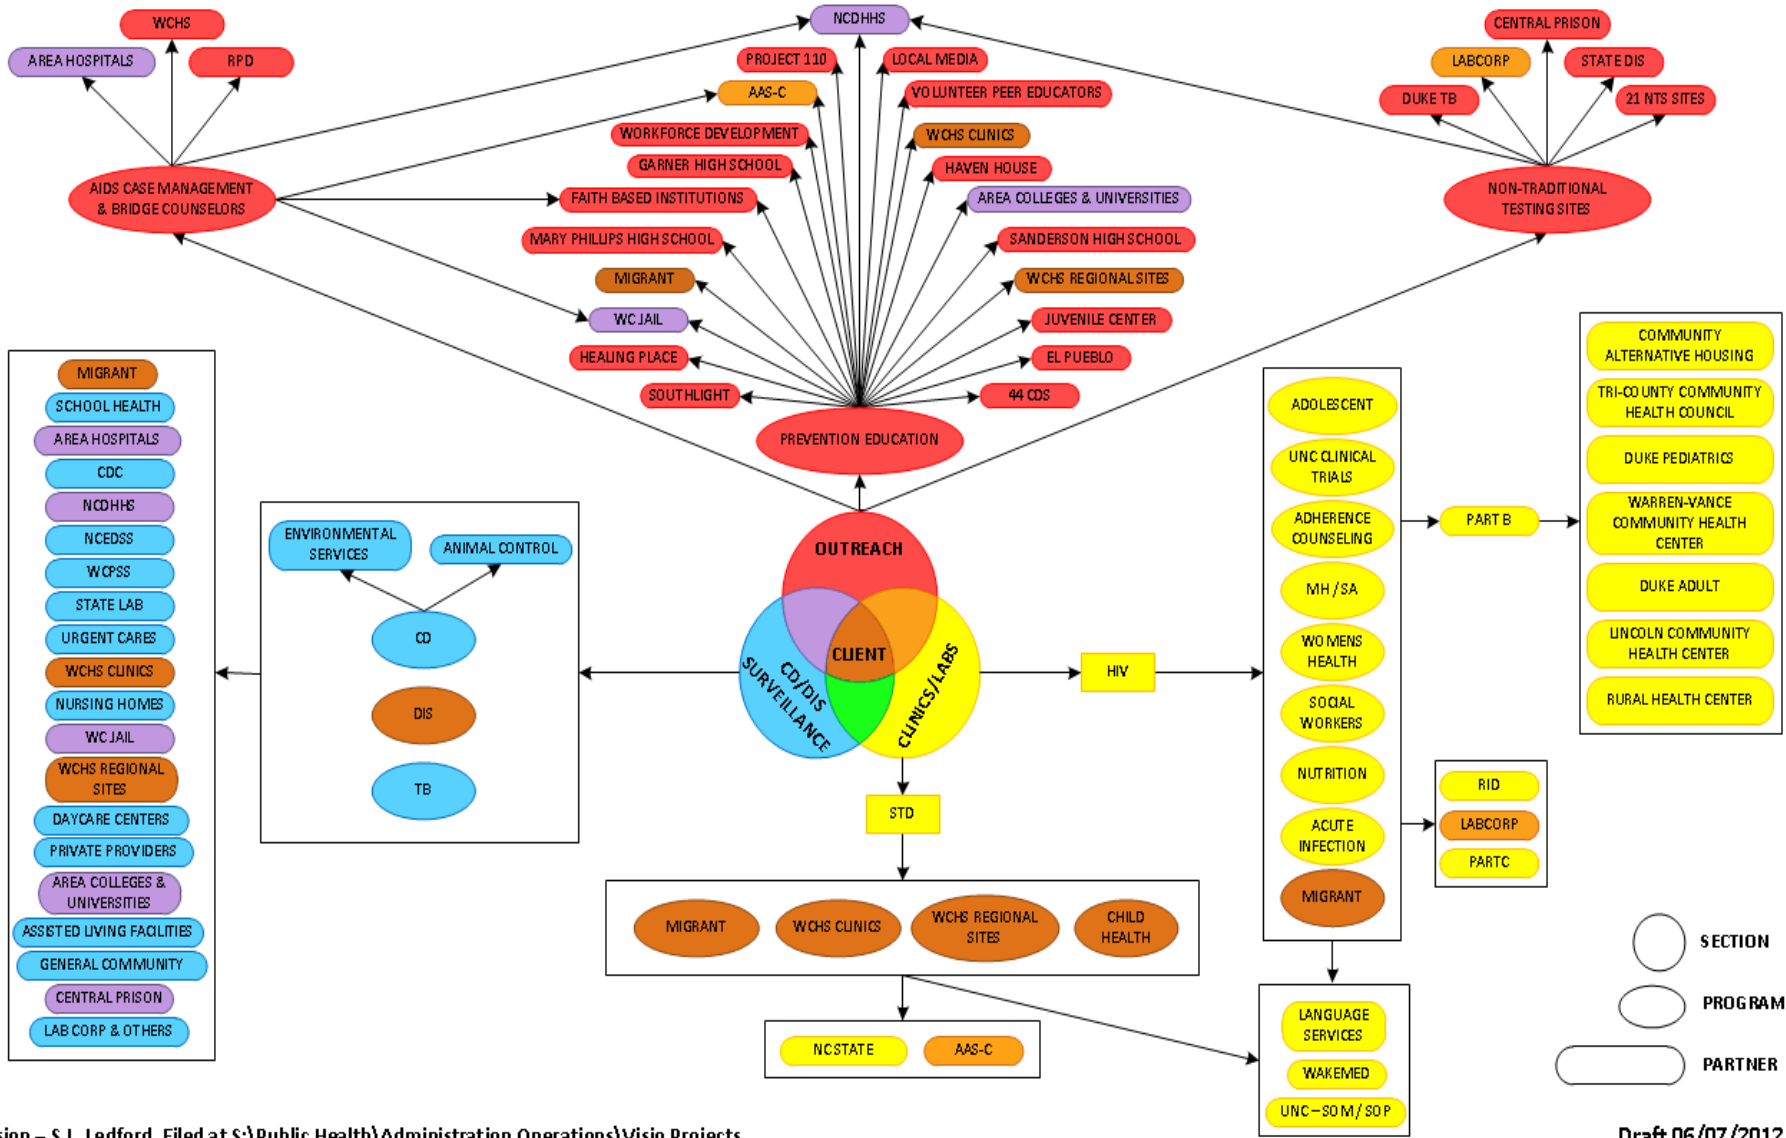 WCHS
AREA HOSPITALS
RPD
AIDS CASE MANAGEMENT
& BRIDGE COUNSELORS
NCDHHS
PROJECT 110
LOCAL MEDIA
AAS-C
VOLUNTEER PEER EDUCATORS
WORKFORCE DEVELOPMENT
WCHS CLINICS
GARNER HIGH SCHOOL
HAVEN HOUSE
FAITH BASED INSTITUTIONS
AREA COLLEGES & UNIVERSITIES
MARY PHILLIPS HIGH SCHOOL
SANDERSON HIGH SCHOOL
MIGRANT
WCHS REGIONAL SITES
WC JAIL
JUVENILE CENTER
HEALING PLACE
EL PUEBLO
SOUTHLIGHT
44 CDS
PREVENTION EDUCATION
CENTRAL PRISON
LABCORP
STATE DIS
DUKE TB
21 NTS SITES
NON-TRADITIONAL
TESTING SITES
MIGRANT
SCHOOL HEALTH
AREA HOSPITALS
CDC
NCDHHS
NCEDSS
WCPSS
STATE LAB
URGENT CARES
WCHS CLINICS
NURSING HOMES
WC JAIL
WCHS REGIONAL
SITES
DAYCARE CENTERS
PRIVATE PROVIDERS
AREA COLLEGES &
UNIVERSITIES
ASSISTED LIVING FACILITIES
GENERAL COMMUNITY
CENTRAL PRISON
LAB CORP & OTHERS
ENVIRONMENTAL
SERVICES
ANIMAL CONTROL
CD
DIS
TB
OUTREACH
CLIENT
CD/DIS
SURVEILLANCE
CLINICS/LABS
HIV
STD
MIGRANT
WCHS CLINICS
WCHS REGIONAL
SITES
CHILD
HEALTH
NC STATE
AAS-C
ADOLESCENT
UNC CLINICAL
TRIALS
ADHERENCE
COUNSELING
MH / SA
WOMENS
HEALTH
SOCIAL
WORKERS
NUTRITION
ACUTE
INFECTION
MIGRANT
PART B
COMMUNITY
ALTERNATIVE HOUSING
TRI-COUNTY COMMUNITY
HEALTH COUNCIL
DUKE PEDIATRICS
WARREN-VANCE
COMMUNITY HEALTH
CENTER
DUKE ADULT
LINCOLN COMMUNITY
HEALTH CENTER
RURAL HEALTH CENTER
RID
LABCORP
PARTC
LANGUAGE
SERVICES
WAKEMED
UNC – SOM / SOP
SECTION
PROGRAM
PARTNER
– S.L. Ledford Filed at S:\Public Health\Administration Operations\Visio Projects
Draft 06/07/2012